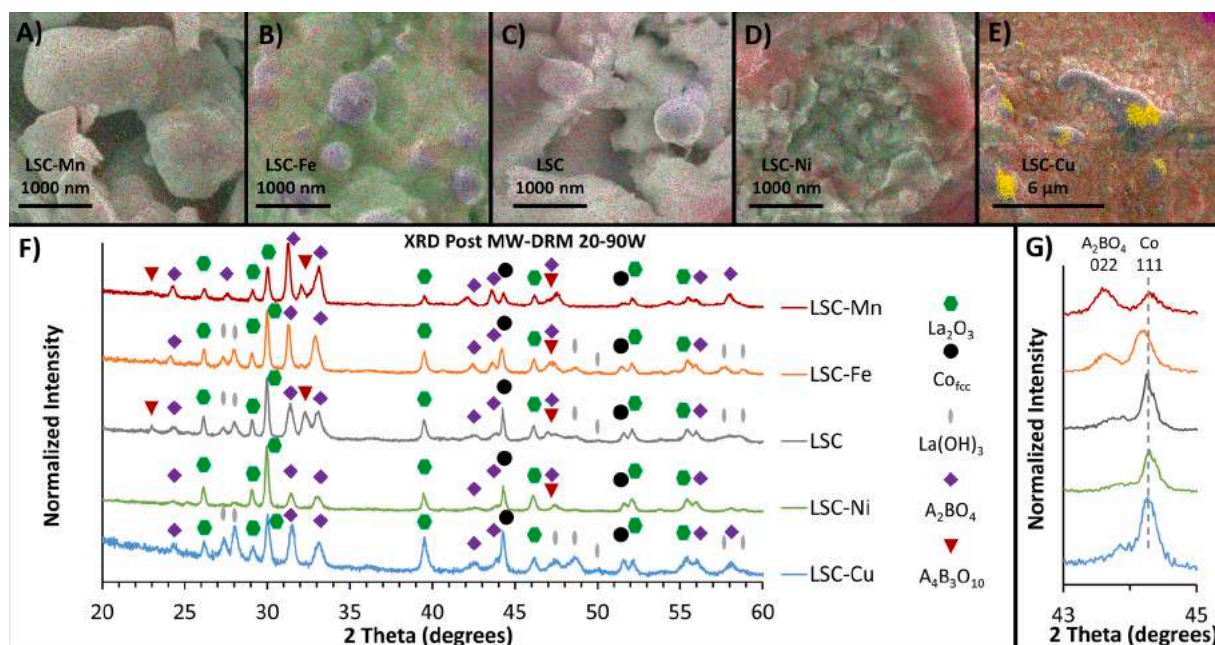 A)
LSC-Mn
1000 nm
B)
LSC-Fe
1000 nm
C)
LSC
1000 nm
D)
LSC-Ni
1000 nm
E)
LSC-Cu
6 μm
F)
XRD Post MW-DRM 20-90W
Normalized Intensity
LSC-Mn
LSC-Fe
LSC
LSC-Ni
LSC-Cu
La₂O₃
Co_fcc
La(OH)₃
A₂BO₄
A₄B₃O₁₀
20 25 30 35 40 45 50 55 60
2 Theta (degrees)
G)
A₂BO₄ Co
022 111
Normalized Intensity
43 45
2 Theta (degrees)